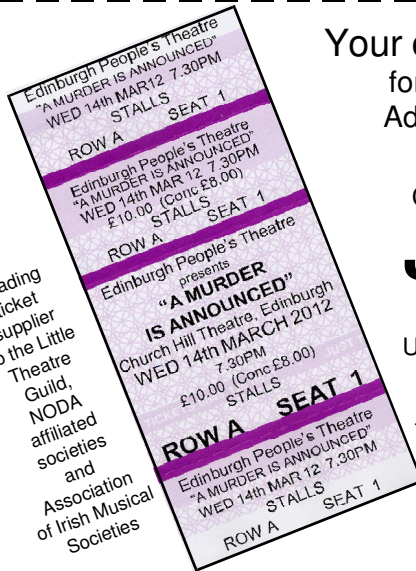 Edinburgh People's Theatre
"A MURDER IS ANNOUNCED"
WED 14th MAR12 7.30PM
STALLS
ROW A SEAT 1
Edinburgh People's Theatre
"A MURDER IS ANNOUNCED"
WED 14th MAR 12 7.30PM
£10.00 (Conc £8.00)
STALLS
ROW A SEAT 1
Edinburgh People's Theatre
presents
"A MURDER
IS ANNOUNCED"
Church Hill Theatre, Edinburgh
WED 14th MARCH 2012
7.30PM
£10.00 (Conc £8.00)
STALLS
ROW A SEAT 1
Edinburgh People's Theatre
"A MURDER IS ANNOUNCED"
WED 14th MAR 12 7.30PM
STALLS
ROW A SEAT 1
ading
ticket
supplier
the Little
Theatre
Guild,
NODA
affiliated
societies
and
Association
of Irish Musical
Societies
Your
for
Ad